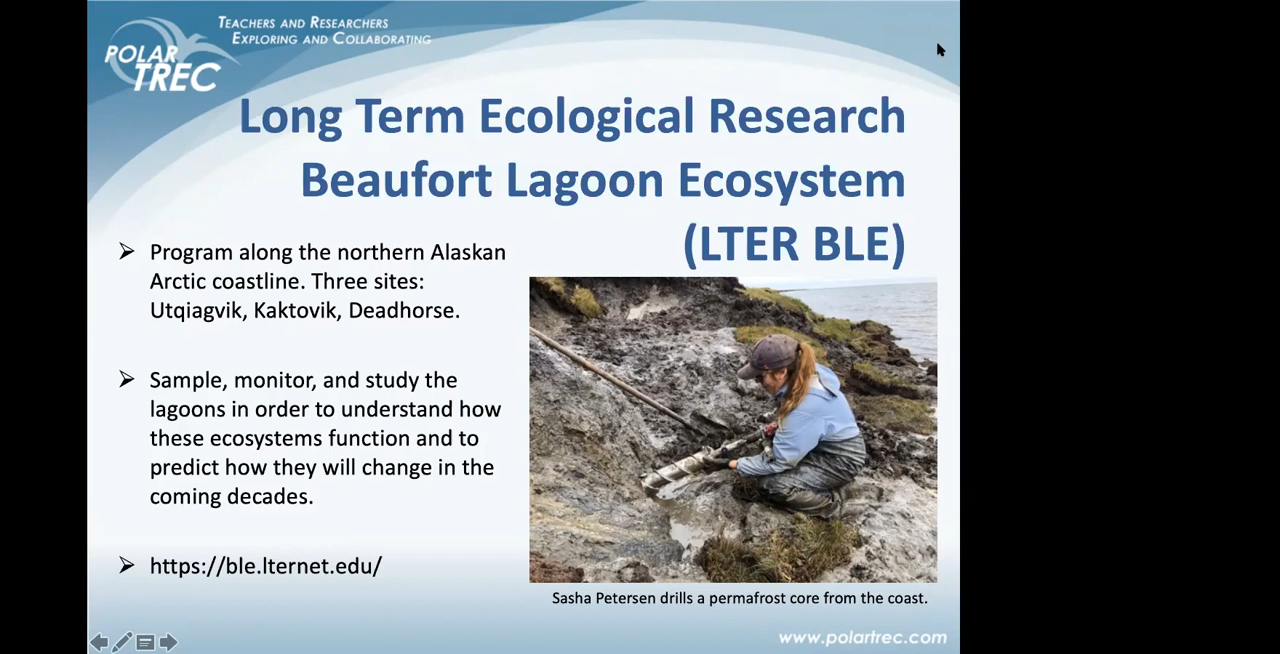 TEACHERS AND RESEARCHERS
EXPLORING AND COLLABORATING
POLAR
TREC
Long Term Ecological Research
Beaufort Lagoon Ecosystem
(LTER BLE)
➢ Program along the northern Alaskan
Arctic coastline. Three sites:
Utqiagvik, Kaktovik, Deadhorse.
➢ Sample, monitor, and study the
lagoons in order to understand how
these ecosystems function and to
predict how they will change in the
coming decades.
➢ https://ble.lternet.edu/
Sasha Petersen drills a permafrost core from the coast.
www.polartrec.com